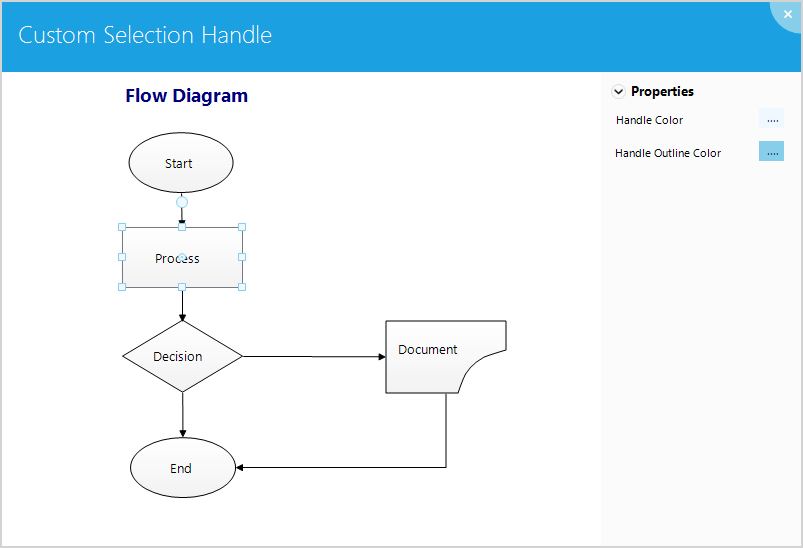 Custom Selection Handle
Flow Diagram
Properties
Handle Color
....
Handle Outline Color
....
Start
Process
Decision
Document
End